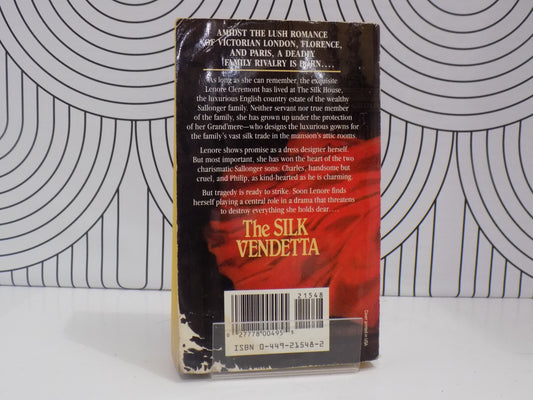 AMIDST THE LUSH ROMANCE
OF VICTORIAN LONDON, FLORENCE,
AND PARIS, A DEADLY
FAMILY RIVALRY IS BORN....
As long as she can remember, the exquisite
Lenore Cleremont has lived at The Silk House,
the luxurious English country estate of the wealthy
Sallonger family. Neither servant nor true member
of the family, she has grown up under the protection
of her Grand'mere—who designs the luxurious gowns for
the family's vast silk trade in the mansion's attic rooms.
Lenore shows promise as a dress designer herself.
But most important, she has won the heart of the two
charismatic Sallonger sons: Charles, handsome but
cruel, and Philip, as kind-hearted as he is charming.
But tragedy is ready to strike. Soon Lenore finds
herself playing a central role in a drama that threatens
to destroy everything she holds dear....
The SILK
VENDETTA
21548
27778 00495
ISBN 0-449-21548-2
Cover printed in USA